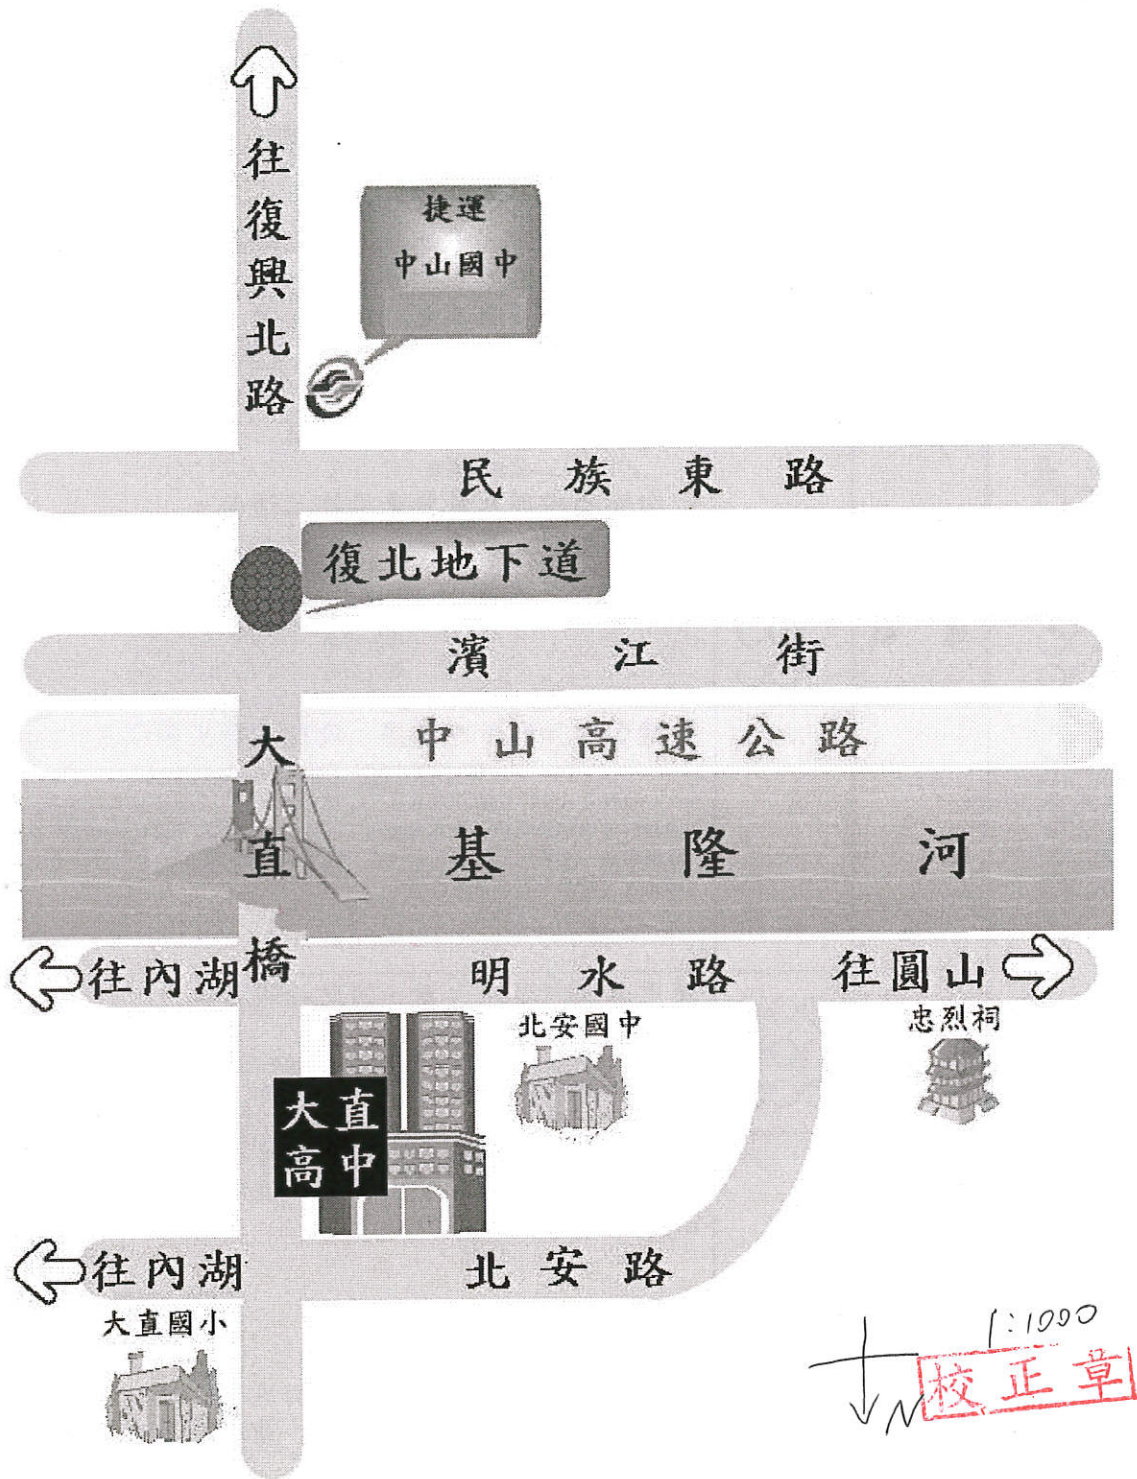 往復興北路
捷運
中山國中
民族東路
復北地下道
濱江街
中山高速公路
大直橋
基隆河
往內湖
明水路
往圓山
北安國中
忠烈祠
大直
高中
往內湖
北安路
大直國小
1:1000
校正章
N